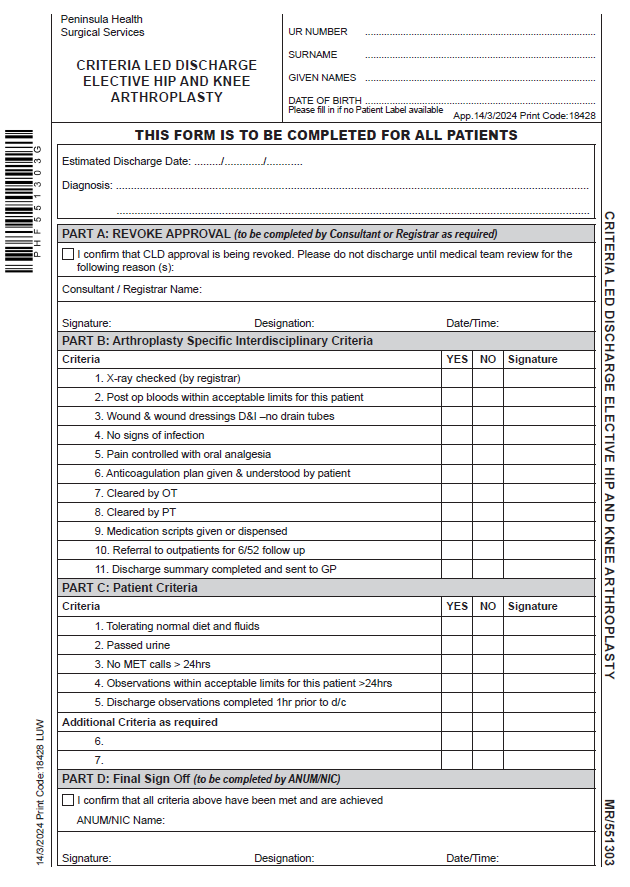 Peninsula Health
Surgical Services
CRITERIA LED DISCHARGE
ELECTIVE HIP AND KNEE
ARTHROPLASTY
UR NUMBER ................................................................
SURNAME ................................................................
GIVEN NAMES ................................................................
DATE OF BIRTH ................................................................
Please fill in if no Patient Label available
App.14/3/2024 Print Code:18428
THIS FORM IS TO BE COMPLETED FOR ALL PATIENTS
Estimated Discharge Date: ........./............./............
Diagnosis: ................................................................
................................................................
PART A: REVOKE APPROVAL (to be completed by Consultant or Registrar as required)
I confirm that CLD approval is being revoked. Please do not discharge until medical team review for the
following reason (s):
Consultant / Registrar Name:
Signature: Designation: Date/Time:
PART B: Arthroplasty Specific Interdisciplinary Criteria
Criteria YES NO Signature
1. X-ray checked (by registrar)
2. Post op bloods within acceptable limits for this patient
3. Wound & wound dressings D&I –no drain tubes
4. No signs of infection
5. Pain controlled with oral analgesia
6. Anticoagulation plan given & understood by patient
7. Cleared by OT
8. Cleared by PT
9. Medication scripts given or dispensed
10. Referral to outpatients for 6/52 follow up
11. Discharge summary completed and sent to GP
PART C: Patient Criteria
Criteria YES NO Signature
1. Tolerating normal diet and fluids
2. Passed urine
3. No MET calls > 24hrs
4. Observations within acceptable limits for this patient >24hrs
5. Discharge observations completed 1hr prior to d/c
Additional Criteria as required
6.
7.
PART D: Final Sign Off (to be completed by ANUM/NIC)
I confirm that all criteria above have been met and are achieved
ANUM/NIC Name:
Signature: Designation: Date/Time:
PHF551303G
14/3/2024 Print Code:18428 LUW
CRITERIA LED DISCHARGE ELECTIVE HIP AND KNEE ARTHROPLASTY
MR/551303